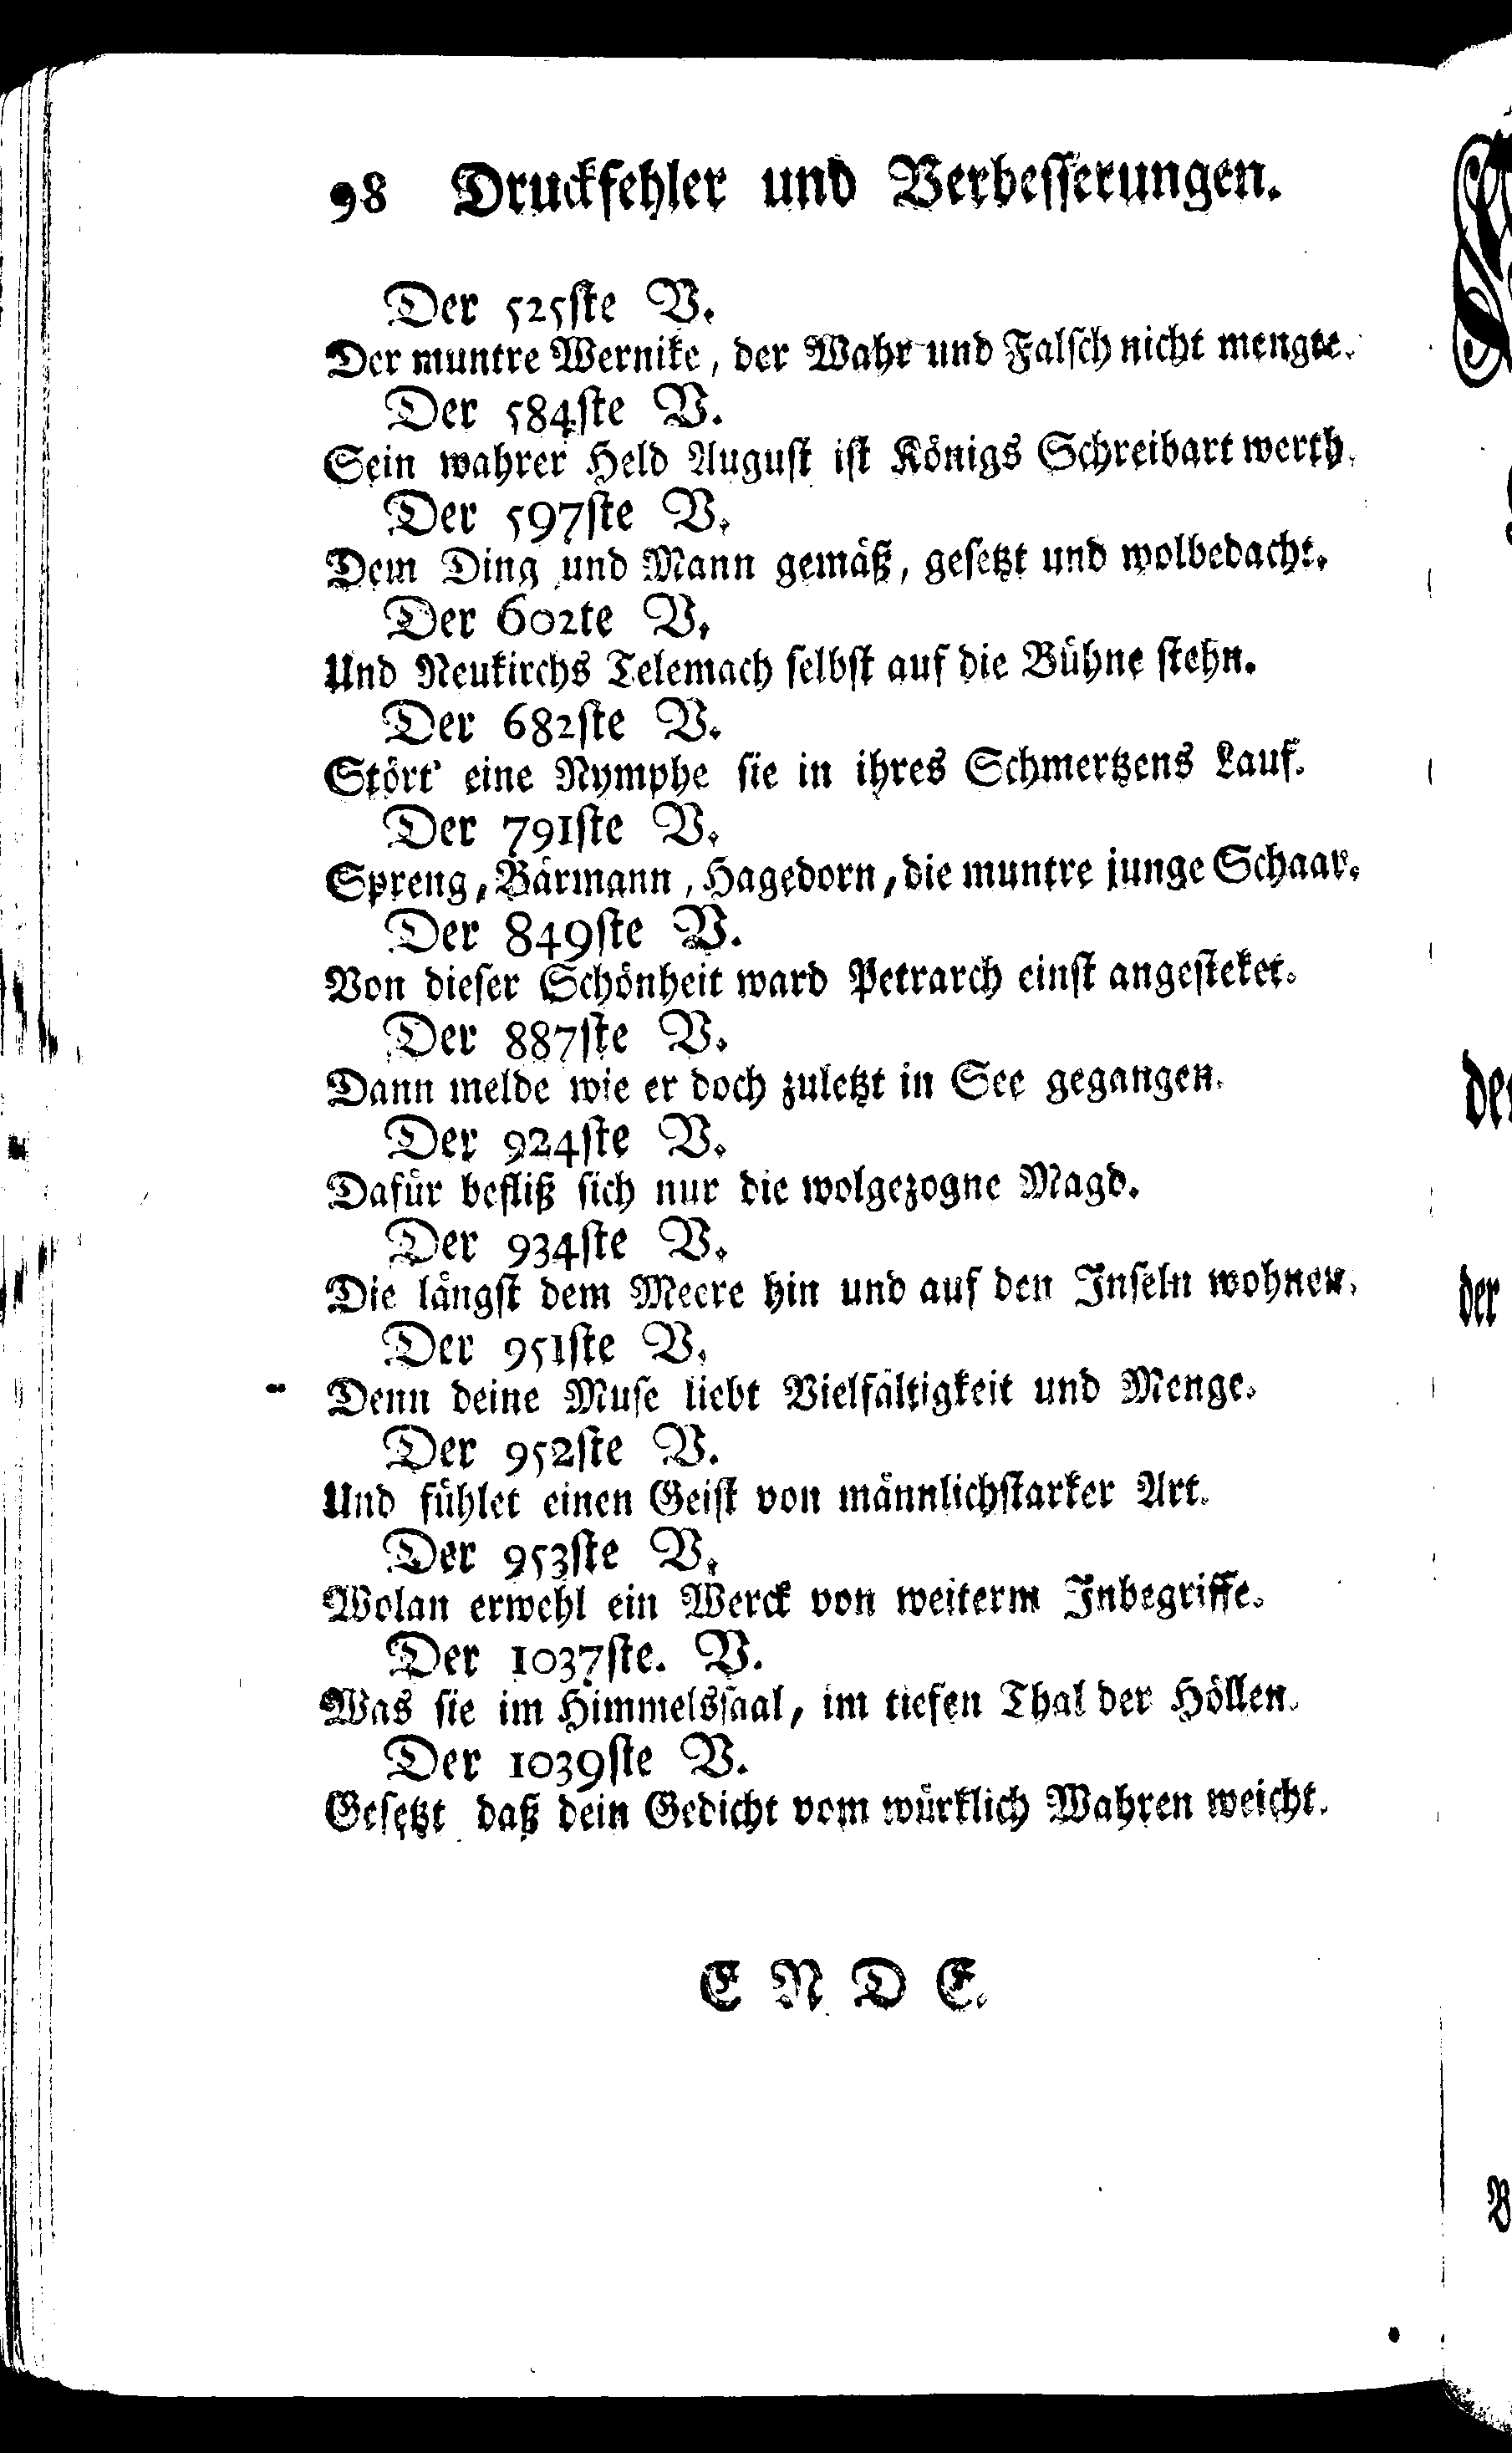 98 Druckfehler und Verbesserungen.
Der 525ste V.
Der muntre Wernike, der Wahr und Falsch nicht mengte.
Der 584ste V.
Sein wahrer Held August ist Königs Schreibart werth.
Der 597ste V.
Dem Ding und Mann gemäß, gesetzt und wolbedacht.
Der 602te V.
Und Neukirchs Telemach selbst auf die Bühne stehn.
Der 682ste V.
Stört' eine Nymphe sie in ihres Schmertzens Lauf.
Der 791ste V.
Spreng, Bärmann, Hagedorn, die muntre junge Schaar.
Der 849ste V.
Von dieser Schönheit ward Petrarch einst angesteket.
Der 887ste V.
Dann melde wie er doch zuletzt in See gegangen.
Der 924ste V.
Dafür befliß sich nur die wolgezogne Magd.
Der 934ste V.
Die längst dem Meere hin und auf den Inseln wohnen.
Der 951ste V.
Denn deine Muse liebt Vielfältigkeit und Menge.
Der 952ste V.
Und fühlet einen Geist von männlichstarker Art.
Der 953ste V.
Wolan erwehl ein Werck von weiterm Inbegriffe.
Der 1037ste. V.
Was sie im Himmelssaal, im tiefen Thal der Höllen.
Der 1039ste V.
Gesetzt daß dein Gedicht vom würklich Wahren weicht.
E N D E.
der